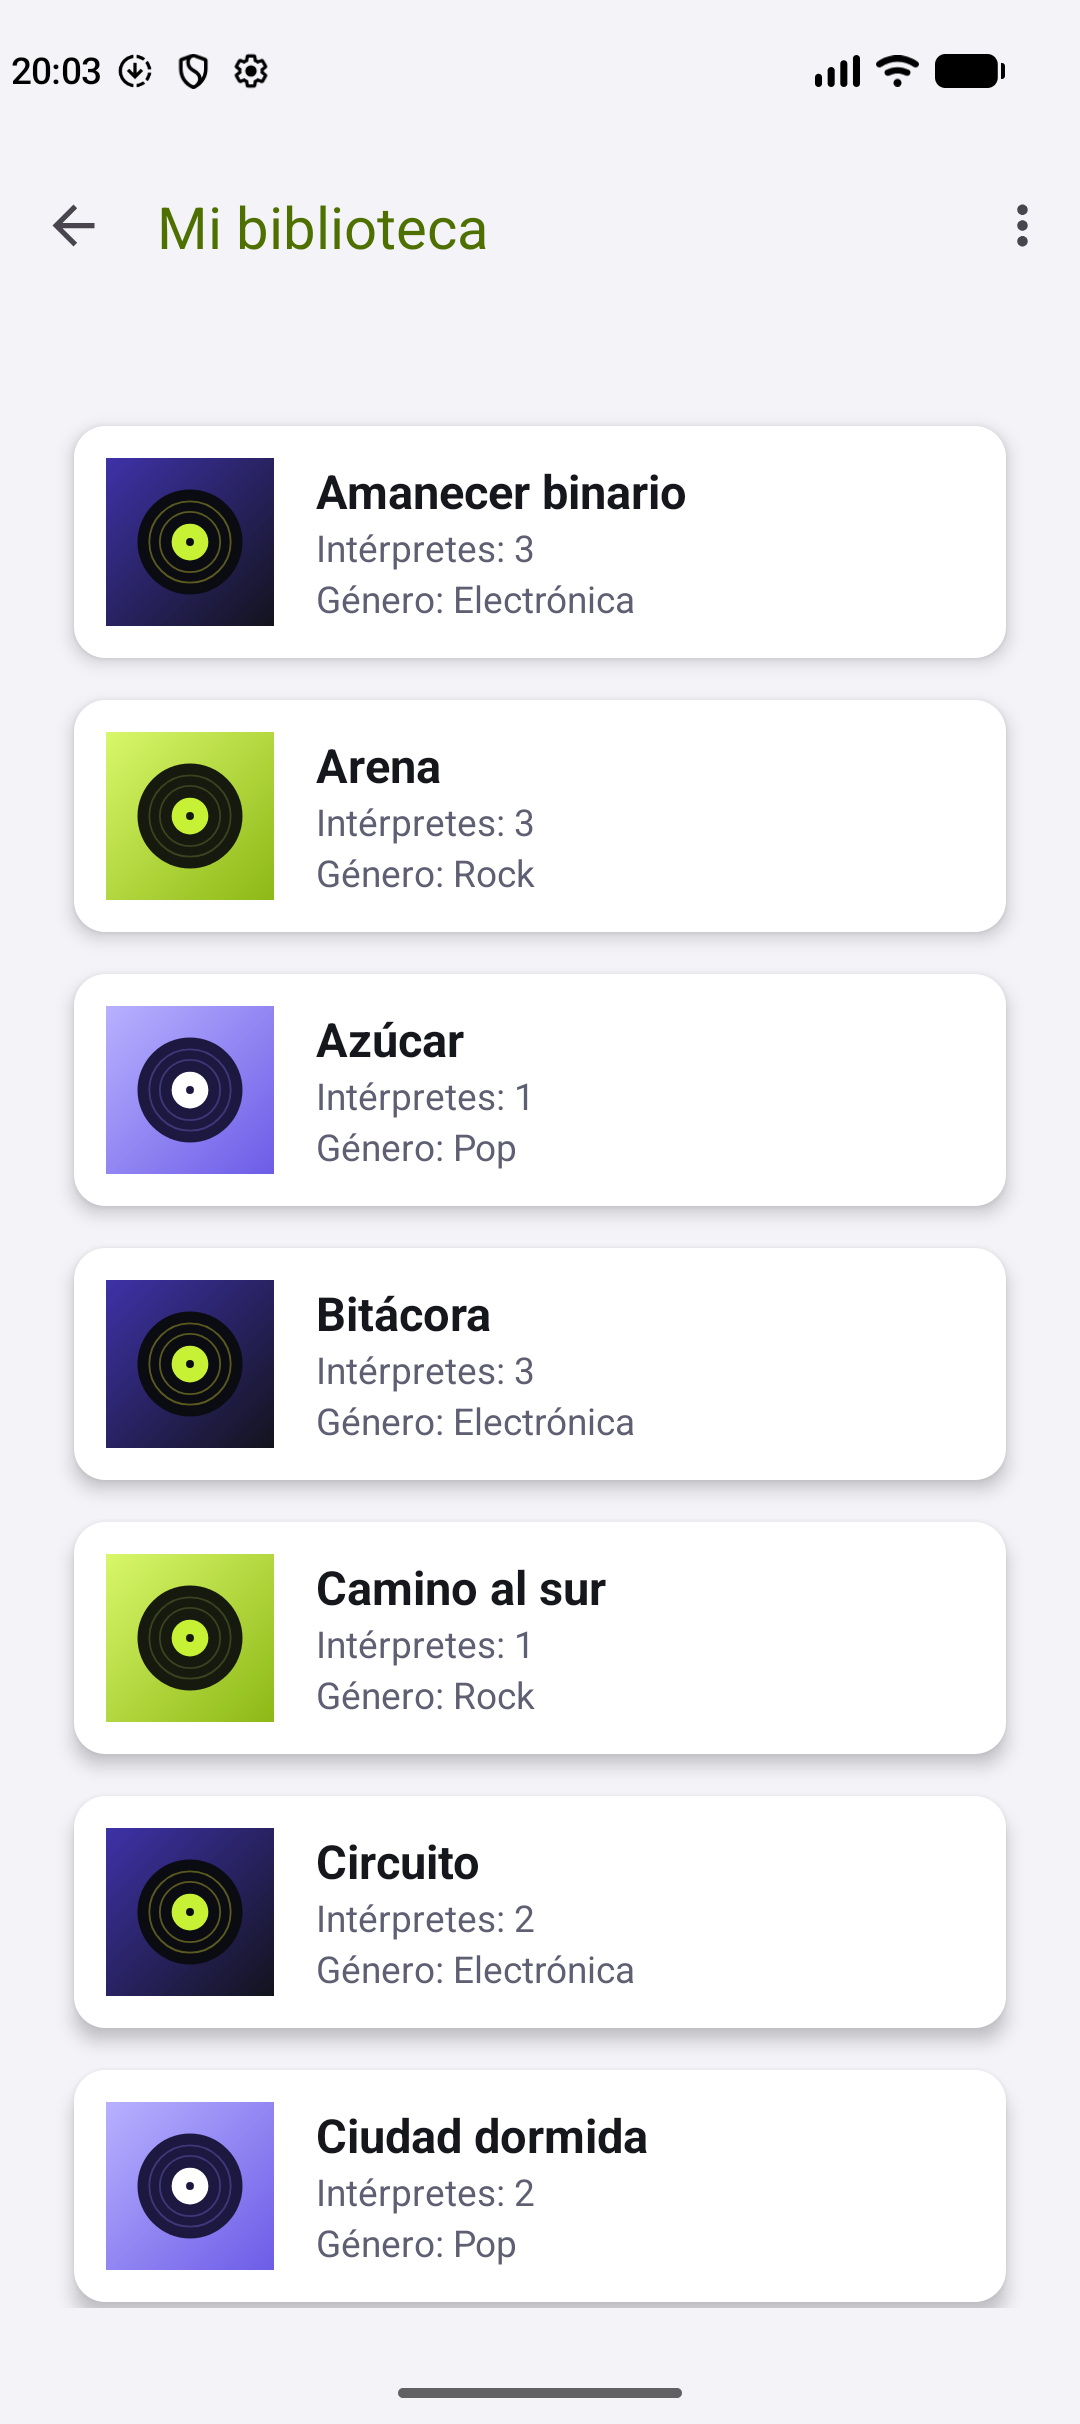 20:03
Mi biblioteca
Amanecer binario
Intérpretes: 3
Género: Electrónica
Arena
Intérpretes: 3
Género: Rock
Azúcar
Intérpretes: 1
Género: Pop
Bitácora
Intérpretes: 3
Género: Electrónica
Camino al sur
Intérpretes: 1
Género: Rock
Circuito
Intérpretes: 2
Género: Electrónica
Ciudad dormida
Intérpretes: 2
Género: Pop